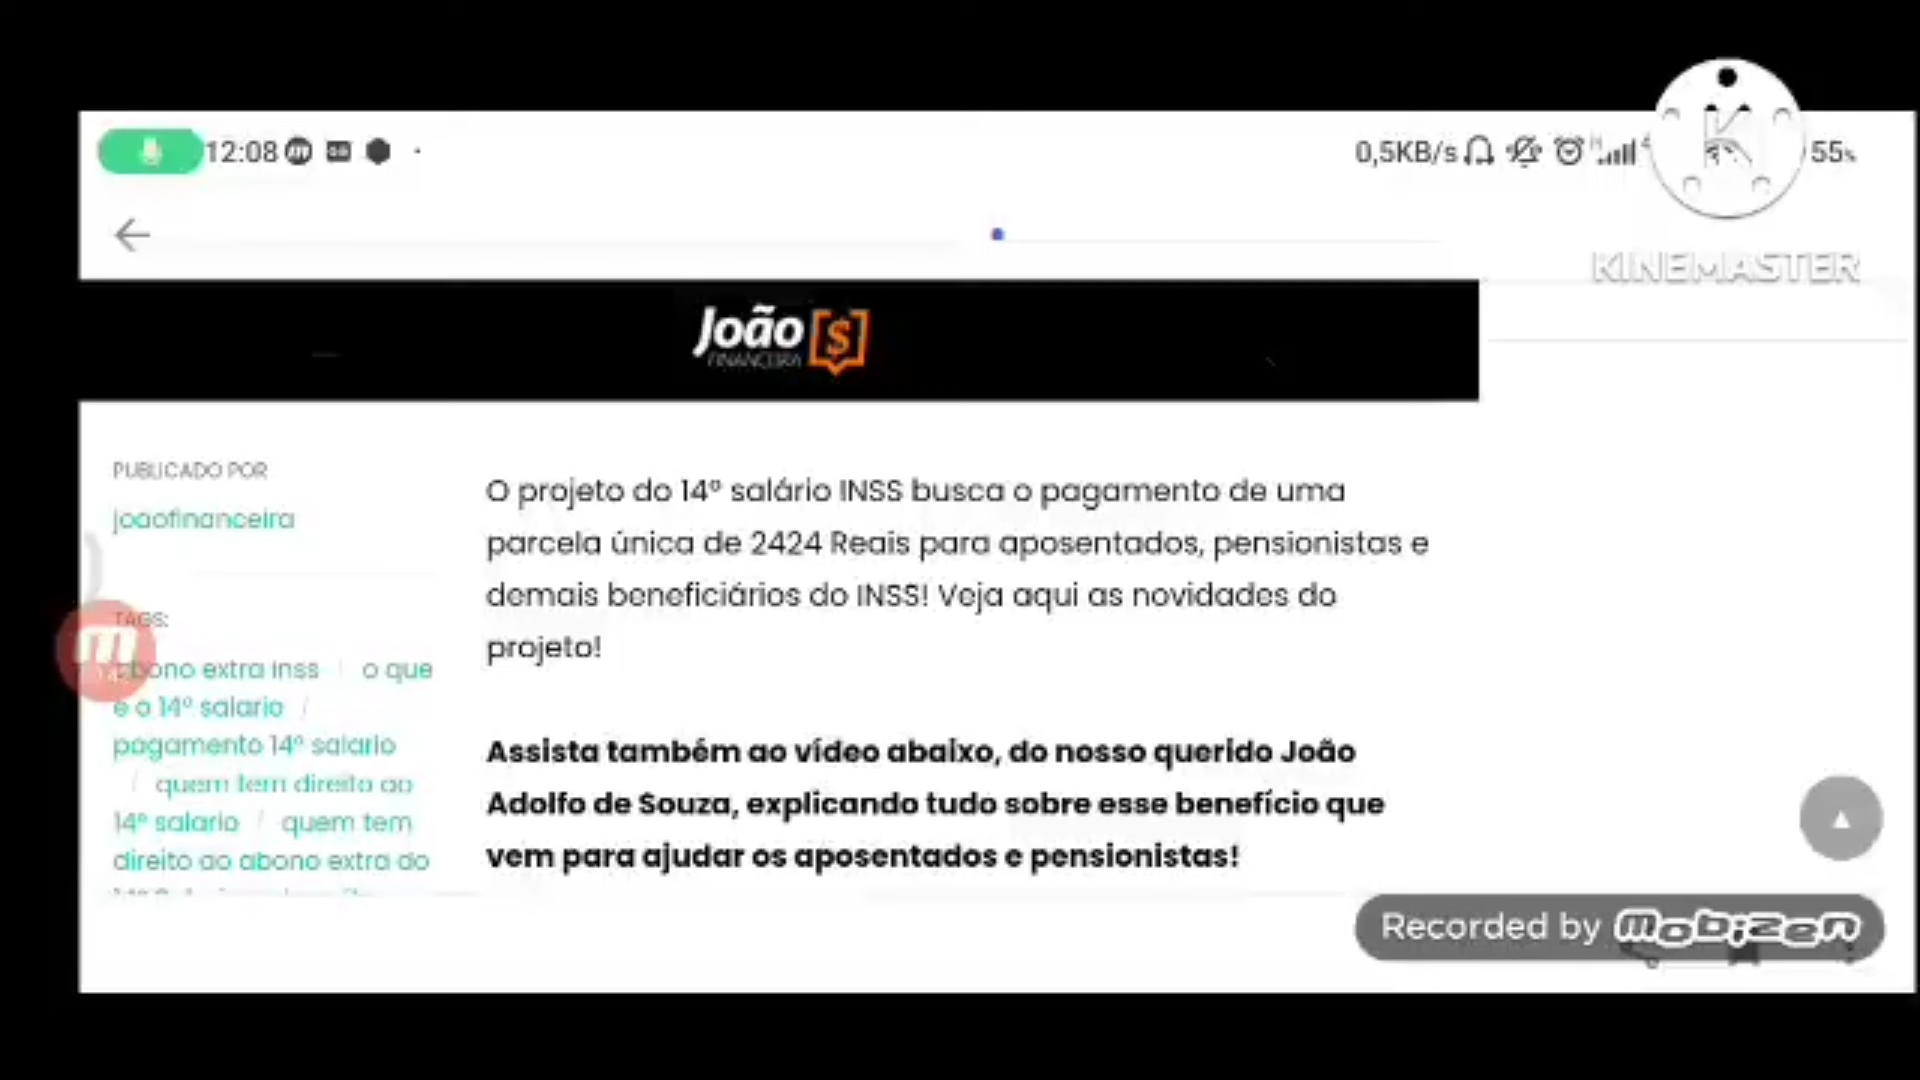 12:08
0,5KB/s
55%
KINEMASTER
João
FINANCEIRA
PUBLICADO POR
joaofinanceira
TAGS:
abono extra inss / o que
e o 14º salario /
pagamento 14º salario
/ quem tem direito ao
14º salario / quem tem
direito ao abono extra do
O projeto do 14º salário INSS busca o pagamento de uma
parcela única de 2424 Reais para aposentados, pensionistas e
demais beneficiários do INSS! Veja aqui as novidades do
projeto!
Assista também ao vídeo abaixo, do nosso querido João
Adolfo de Souza, explicando tudo sobre esse benefício que
vem para ajudar os aposentados e pensionistas!
Recorded by mobizen